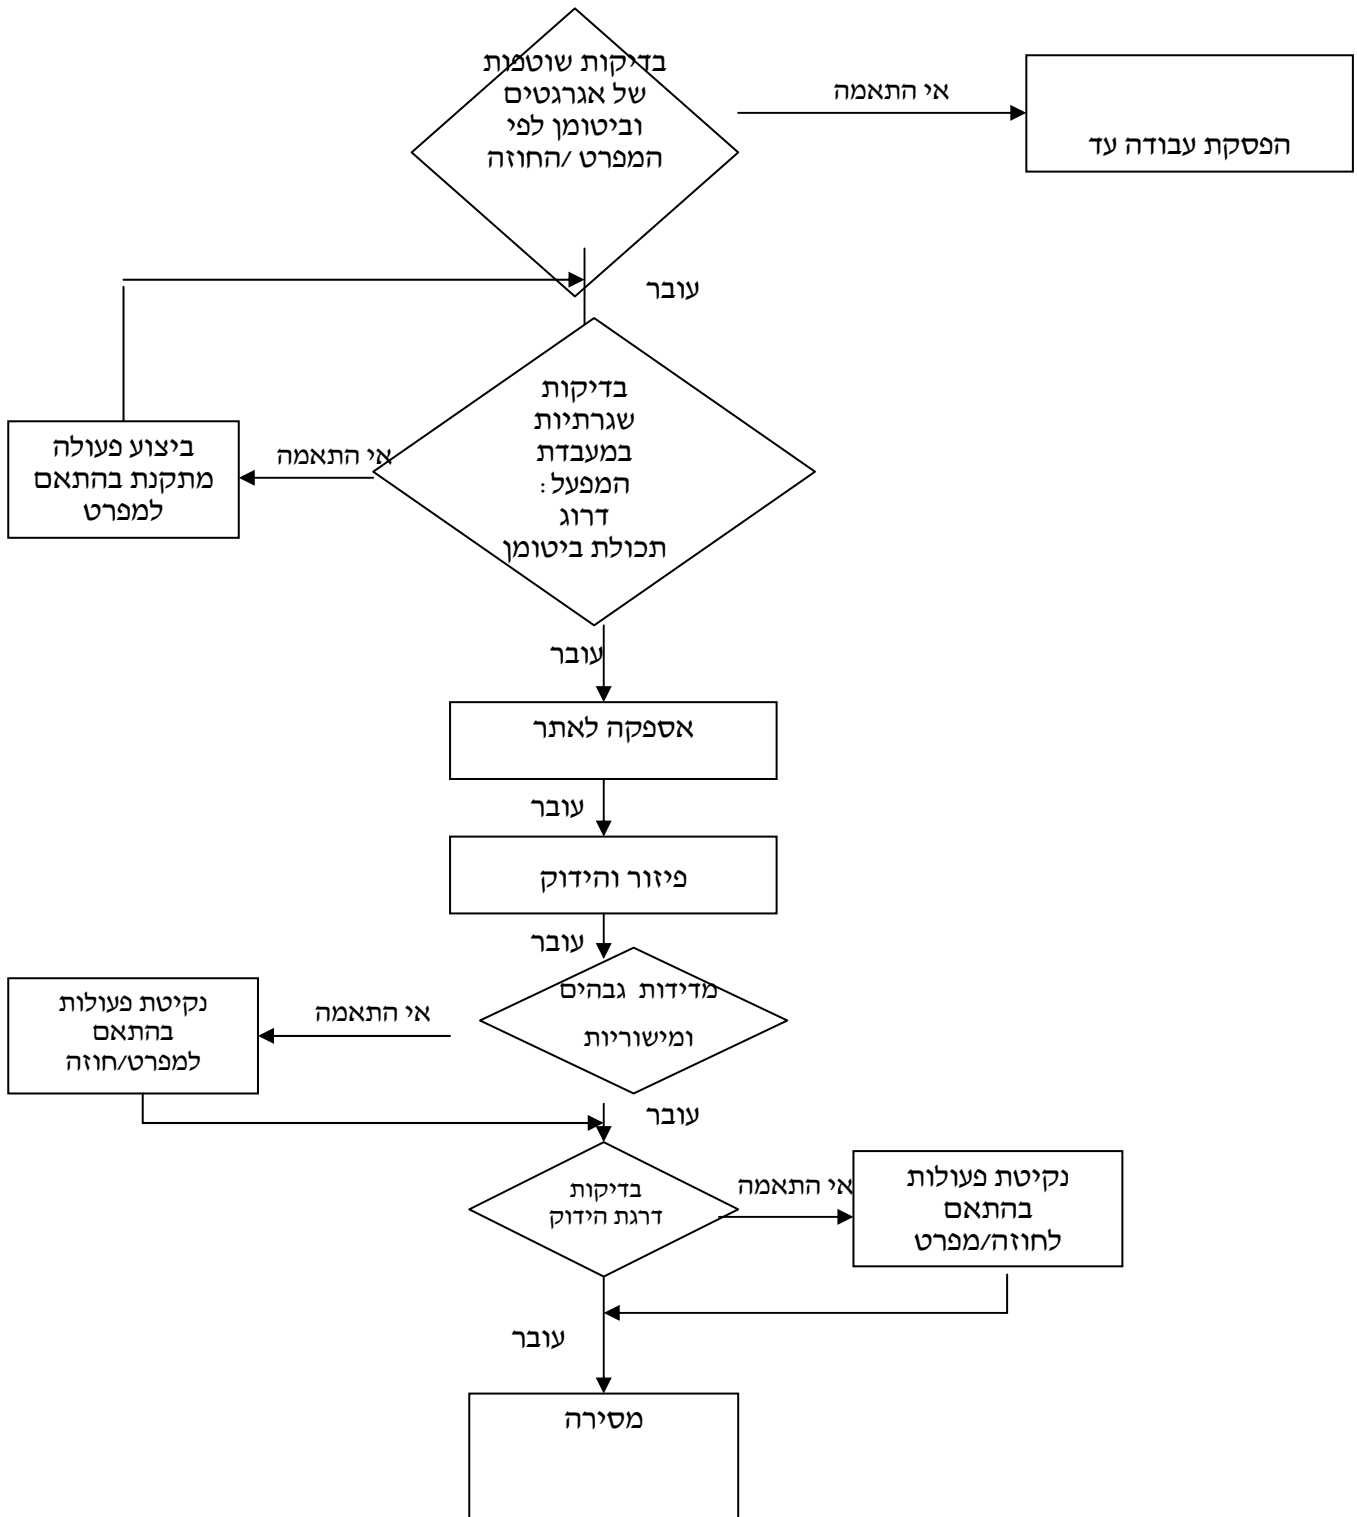 בדיקות שוטפות
של אגרגטים
וביטומן לפי
המפרט /החוזה
אי התאמה
הפסקת עבודה עד
עובר
בדיקות
שגרתיות
במעבדת
המפעל:
דרוג
תכולת ביטומן
אי התאמה
ביצוע פעולה
מתקנת בהתאם
למפרט
עובר
אספקה לאתר
עובר
פיזור והידוק
עובר
מדידות גבהים
ומישוריות
אי התאמה
נקיטת פעולות
בהתאם
למפרט/חוזה
עובר
בדיקות
דרגת הידוק
אי התאמה
נקיטת פעולות
בהתאם
לחוזה/מפרט
עובר
מסירה